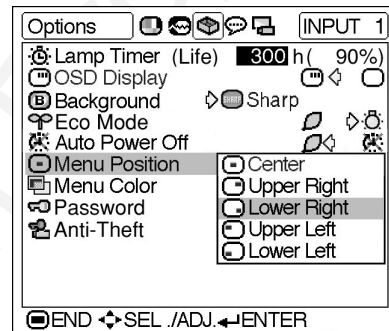 Options INPUT 1
Lamp Timer (Life) 300 h( 90%)
OSD Display
B Background SHARP Sharp
Eco Mode
Auto Power Off
Menu Position Center
Menu Color Upper Right
Password Lower Right
Anti-Theft Upper Left
Lower Left
END SEL ./ADJ. ENTER